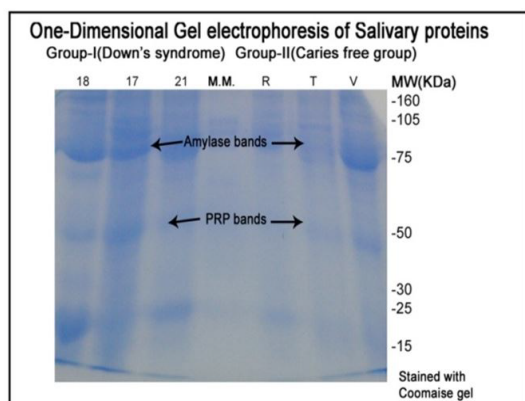 One-Dimensional Gel electrophoresis of Salivary proteins
Group-I(Down's syndrome) Group-II(Caries free group)
18 17 21 M.M. R T V MW(KDa)
-160
-105
Amylase bands
-75
PRP bands
-50
-30
-25
-15
Stained with
Coomaise gel